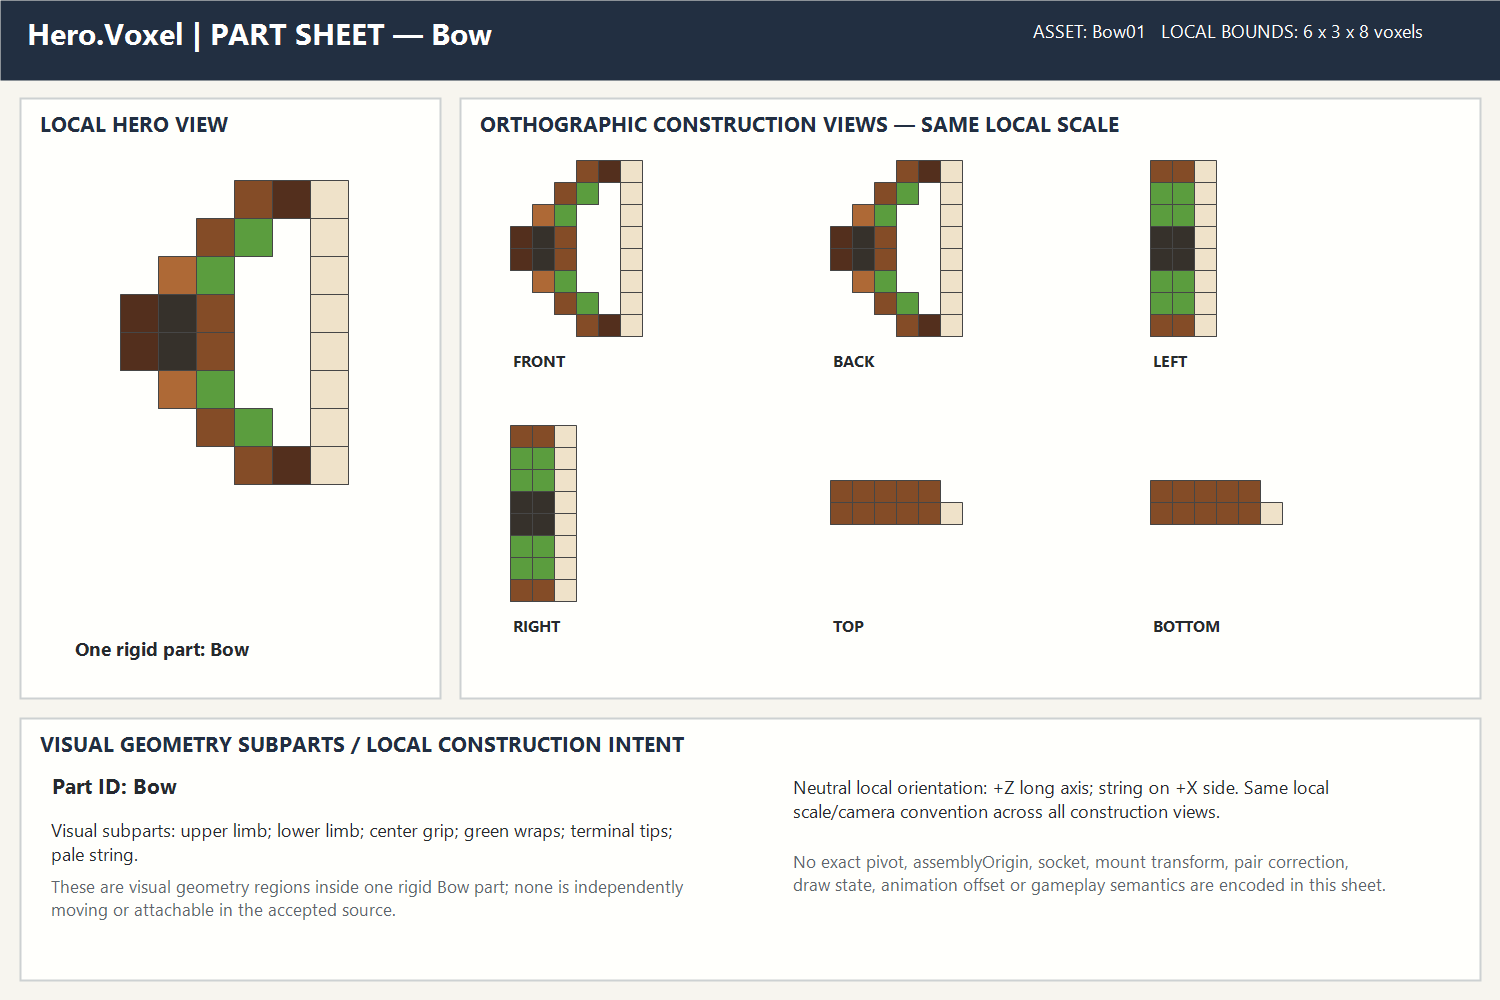 Hero.Voxel | PART SHEET — Bow
ASSET: Bow01   LOCAL BOUNDS: 6 x 3 x 8 voxels
LOCAL HERO VIEW
One rigid part: Bow
ORTHOGRAPHIC CONSTRUCTION VIEWS — SAME LOCAL SCALE
FRONT
BACK
LEFT
RIGHT
TOP
BOTTOM
VISUAL GEOMETRY SUBPARTS / LOCAL CONSTRUCTION INTENT
Part ID: Bow
Visual subparts: upper limb; lower limb; center grip; green wraps; terminal tips;
pale string.
These are visual geometry regions inside one rigid Bow part; none is independently
moving or attachable in the accepted source.
Neutral local orientation: +Z long axis; string on +X side. Same local
scale/camera convention across all construction views.
No exact pivot, assemblyOrigin, socket, mount transform, pair correction,
draw state, animation offset or gameplay semantics are encoded in this sheet.